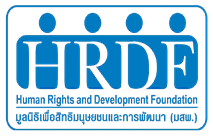 HRDF
Human Rights and Development Foundation
มูลนิธิเพื่อสิทธิมนุษยชนและการพัฒนา (มสพ.)